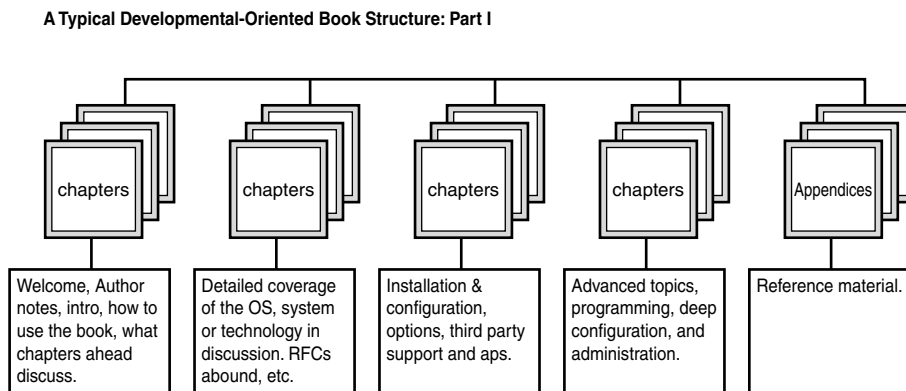 A Typical Developmental-Oriented Book Structure: Part I
chapters
chapters
chapters
chapters
Appendices
Welcome, Author
notes, intro, how to
use the book, what
chapters ahead
discuss.
Detailed coverage
of the OS, system
or technology in
discussion. RFCs
abound, etc.
Installation &
configuration,
options, third party
support and aps.
Advanced topics,
programming, deep
configuration, and
administration.
Reference material.